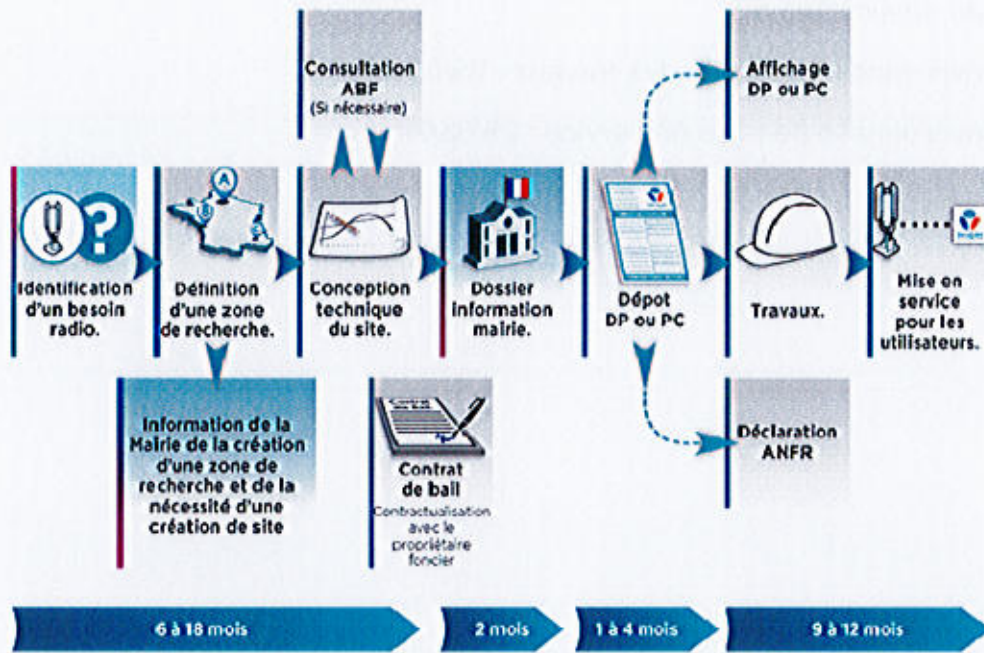 Consultation
ABF
(Si nécessaire)
Affichage
DP ou PC
A
B
C
?
Identification
d'un besoin
radio.
Définition
d'une zone
de recherche.
Conception
technique
du site.
Dossier
information
mairie.
Dépot
DP ou PC
Travaux.
Mise en
service
pour les
utilisateurs.
Information de la
Mairie de la création
d'une zone de
recherche et de la
nécessité d'une
création de site
Contrat
de bail
Contrat
de bail
Contractualisation
avec le
propriétaire
foncier
Déclaration
ANFR
6 à 18 mois
2 mois
1 à 4 mois
9 à 12 mois